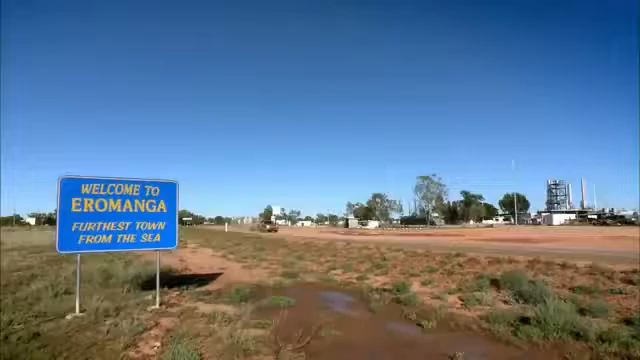 WELCOME TO
EROMANGA
FURTHEST TOWN
FROM THE SEA